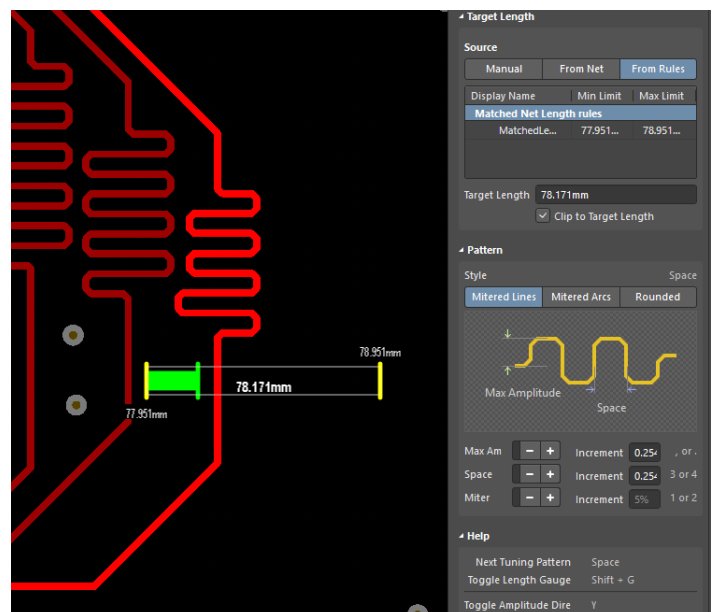 Target Length
Source
Manual From Net From Rules
Display Name Min Limit Max Limit
Matched Net Length rules
MatchedLe... 77.951... 78.951...
Target Length 78.171mm
Clip to Target Length
Pattern
Style Space
Mitered Lines Mitered Arcs Rounded
Max Amplitude
Space
Max Am - + Increment 0.254 , or .
Space - + Increment 0.254 3 or 4
Miter - + Increment 5% 1 or 2
Help
Next Tuning Pattern Space
Toggle Length Gauge Shift + G
Toggle Amplitude Dire Y
78.951mm
78.171mm
77.951mm